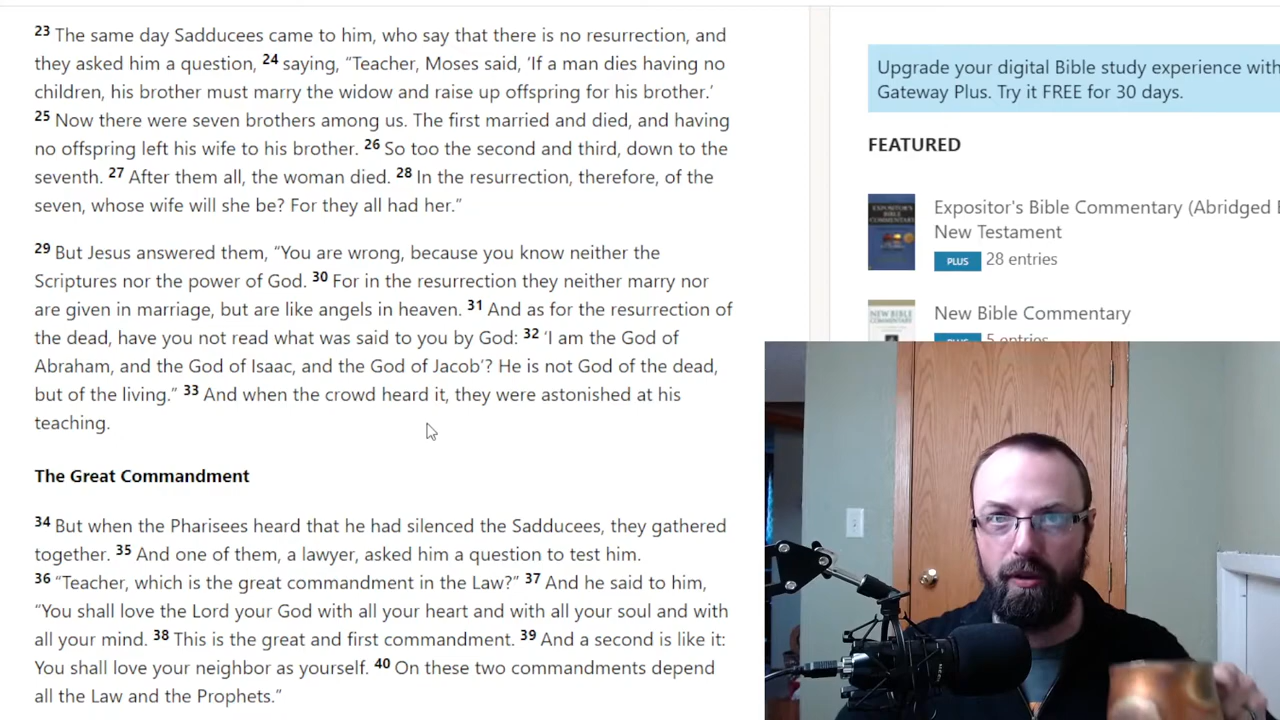 23 The same day Sadducees came to him, who say that there is no resurrection, and
they asked him a question, 24 saying, “Teacher, Moses said, ‘If a man dies having no
children, his brother must marry the widow and raise up offspring for his brother.’
25 Now there were seven brothers among us. The first married and died, and having
no offspring left his wife to his brother. 26 So too the second and third, down to the
seventh. 27 After them all, the woman died. 28 In the resurrection, therefore, of the
seven, whose wife will she be? For they all had her.”
29 But Jesus answered them, “You are wrong, because you know neither the
Scriptures nor the power of God. 30 For in the resurrection they neither marry nor
are given in marriage, but are like angels in heaven. 31 And as for the resurrection of
the dead, have you not read what was said to you by God: 32 ‘I am the God of
Abraham, and the God of Isaac, and the God of Jacob’? He is not God of the dead,
but of the living.” 33 And when the crowd heard it, they were astonished at his
teaching.
The Great Commandment
34 But when the Pharisees heard that he had silenced the Sadducees, they gathered
together. 35 And one of them, a lawyer, asked him a question to test him.
36 “Teacher, which is the great commandment in the Law?” 37 And he said to him,
“You shall love the Lord your God with all your heart and with all your soul and with
all your mind. 38 This is the great and first commandment. 39 And a second is like it:
You shall love your neighbor as yourself. 40 On these two commandments depend
all the Law and the Prophets.”
Upgrade your digital Bible study experience with
Gateway Plus. Try it FREE for 30 days.
FEATURED
EXPOSITOR'S
BIBLE
COMMENTARY
Expositor's Bible Commentary (Abridged
New Testament
PLUS 28 entries
NEW BIBLE
COMMENTARY
New Bible Commentary
PLUS 5 entries